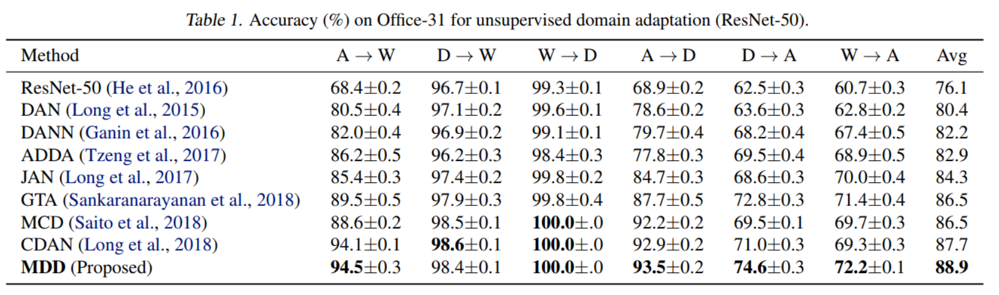 Table 1. Accuracy (%) on Office-31 for unsupervised domain adaptation (ResNet-50).
Method A → W D → W W → D A → D D → A W → A Avg
ResNet-50 (He et al., 2016) 68.4±0.2 96.7±0.1 99.3±0.1 68.9±0.2 62.5±0.3 60.7±0.3 76.1
DAN (Long et al., 2015) 80.5±0.4 97.1±0.2 99.6±0.1 78.6±0.2 63.6±0.3 62.8±0.2 80.4
DANN (Ganin et al., 2016) 82.0±0.4 96.9±0.2 99.1±0.1 79.7±0.4 68.2±0.4 67.4±0.5 82.2
ADDA (Tzeng et al., 2017) 86.2±0.5 96.2±0.3 98.4±0.3 77.8±0.3 69.5±0.4 68.9±0.5 82.9
JAN (Long et al., 2017) 85.4±0.3 97.4±0.2 99.8±0.2 84.7±0.3 68.6±0.3 70.0±0.4 84.3
GTA (Sankaranarayanan et al., 2018) 89.5±0.5 97.9±0.3 99.8±0.4 87.7±0.5 72.8±0.3 71.4±0.4 86.5
MCD (Saito et al., 2018) 88.6±0.2 98.5±0.1 100.0±.0 92.2±0.2 69.5±0.1 69.7±0.3 86.5
CDAN (Long et al., 2018) 94.1±0.1 98.6±0.1 100.0±.0 92.9±0.2 71.0±0.3 69.3±0.3 87.7
MDD (Proposed) 94.5±0.3 98.4±0.1 100.0±.0 93.5±0.2 74.6±0.3 72.2±0.1 88.9